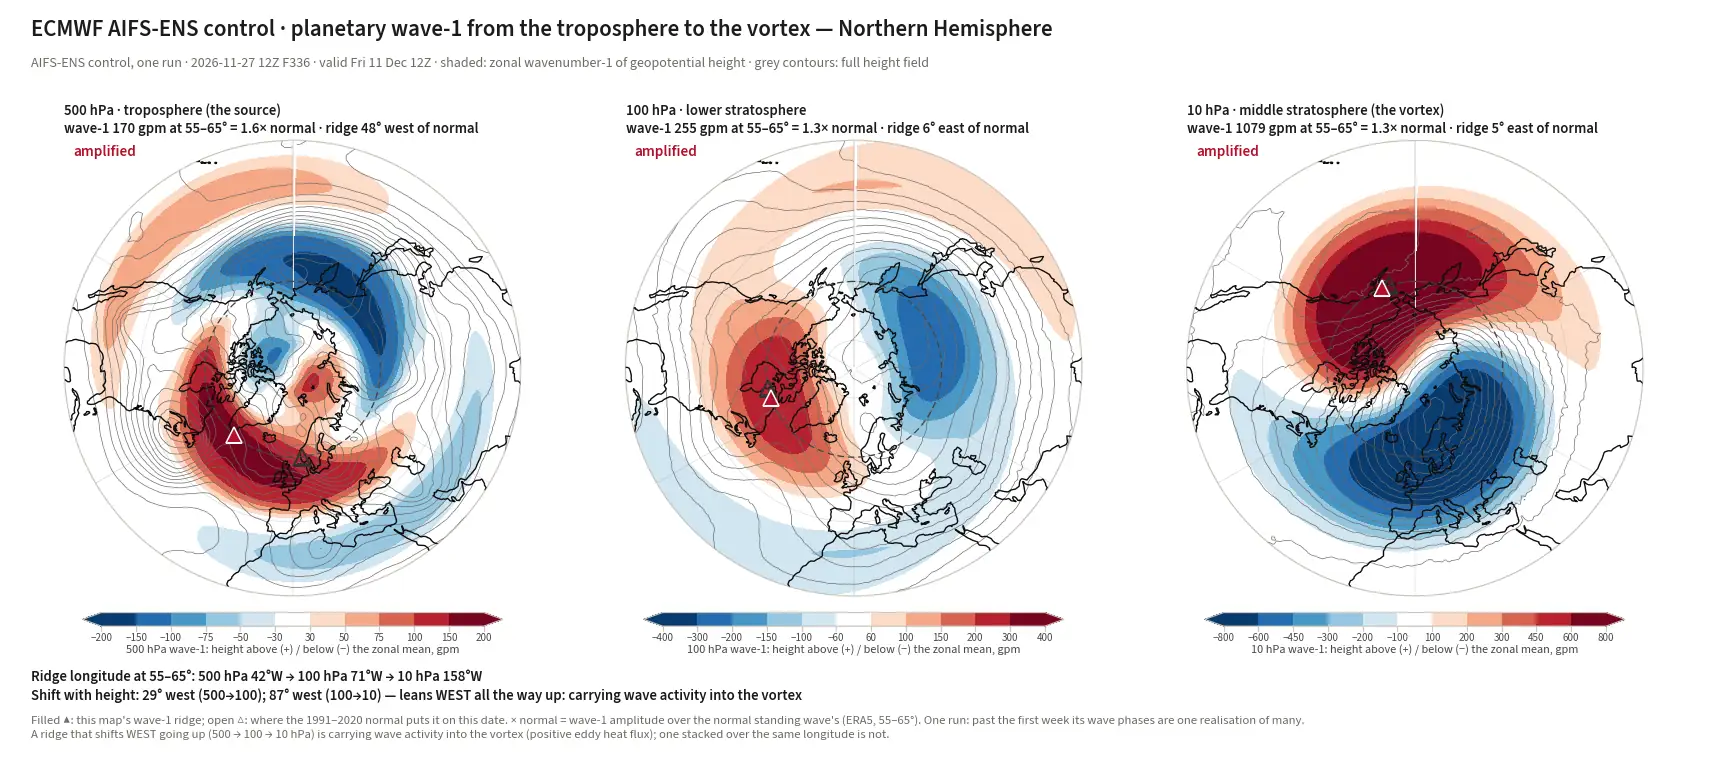 ECMWF AIFS-ENS control · planetary wave-1 from the troposphere to the vortex — Northern Hemisphere
AIFS-ENS control, one run · 2026-11-27 12Z F336 · valid Fri 11 Dec 12Z · shaded: zonal wavenumber-1 of geopotential height · grey contours: full height field
500 hPa · troposphere (the source)
wave-1 170 gpm at 55–65° = 1.6× normal · ridge 48° west of normal
amplified
100 hPa · lower stratosphere
wave-1 255 gpm at 55–65° = 1.3× normal · ridge 6° east of normal
amplified
10 hPa · middle stratosphere (the vortex)
wave-1 1079 gpm at 55–65° = 1.3× normal · ridge 5° east of normal
amplified
−200 −150 −100 −75 −50 −30 30 50 75 100 150 200
500 hPa wave-1: height above (+) / below (−) the zonal mean, gpm
−400 −300 −200 −150 −100 −60 60 100 150 200 300 400
100 hPa wave-1: height above (+) / below (−) the zonal mean, gpm
−800 −600 −450 −300 −200 −100 100 200 300 450 600 800
10 hPa wave-1: height above (+) / below (−) the zonal mean, gpm
Ridge longitude at 55–65°: 500 hPa 42°W → 100 hPa 71°W → 10 hPa 158°W
Shift with height: 29° west (500→100); 87° west (100→10) — leans WEST all the way up: carrying wave activity into the vortex
Filled ▲: this map's wave-1 ridge; open △: where the 1991–2020 normal puts it on this date. × normal = wave-1 amplitude over the normal standing wave's (ERA5, 55–65°). One run: past the first week its wave phases are one realisation of many.
A ridge that shifts WEST going up (500 → 100 → 10 hPa) is carrying wave activity into the vortex (positive eddy heat flux); one stacked over the same longitude is not.